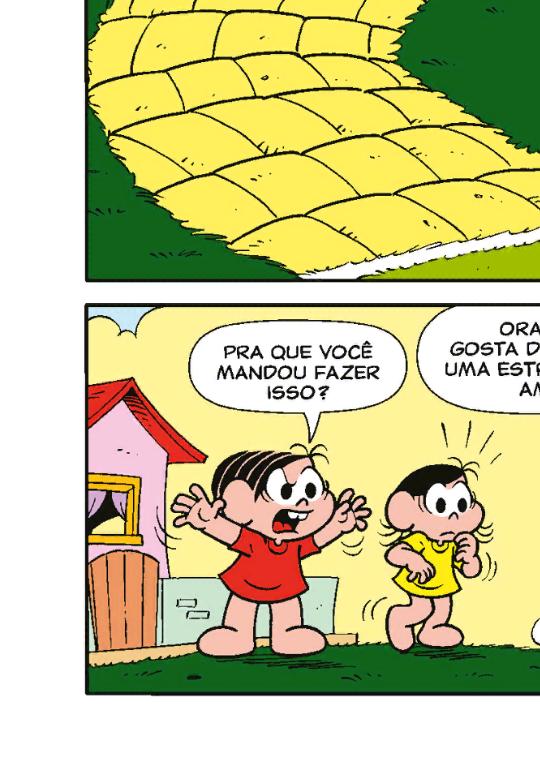 PRA QUE VOCÊ
MANDOU FAZER
ISSO?
ORA
GOSTA D
UMA ESTR
AM